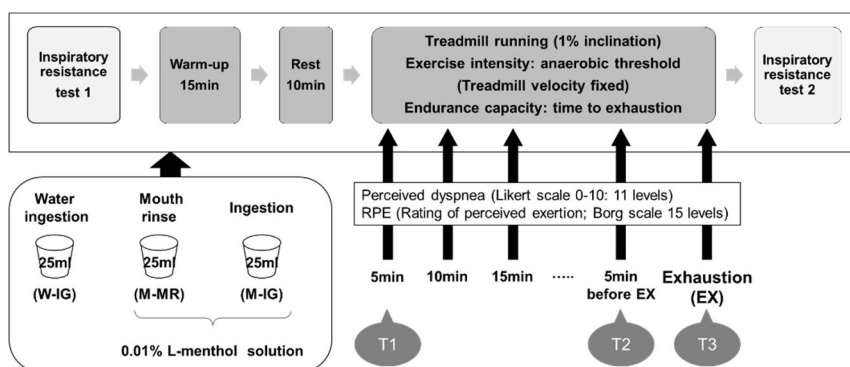 Inspiratory
resistance
test 1
Warm-up
15min
Rest
10min
Treadmill running (1% inclination)
Exercise intensity: anaerobic threshold
(Treadmill velocity fixed)
Endurance capacity: time to exhaustion
Inspiratory
resistance
test 2
Water
ingestion
25ml
(W-IG)
Mouth
rinse
25ml
(M-MR)
Ingestion
25ml
(M-IG)
0.01% L-menthol solution
Perceived dyspnea (Likert scale 0-10: 11 levels)
RPE (Rating of perceived exertion; Borg scale 15 levels)
5min
10min
15min
.....
5min
before EX
Exhaustion
(EX)
T1
T2
T3